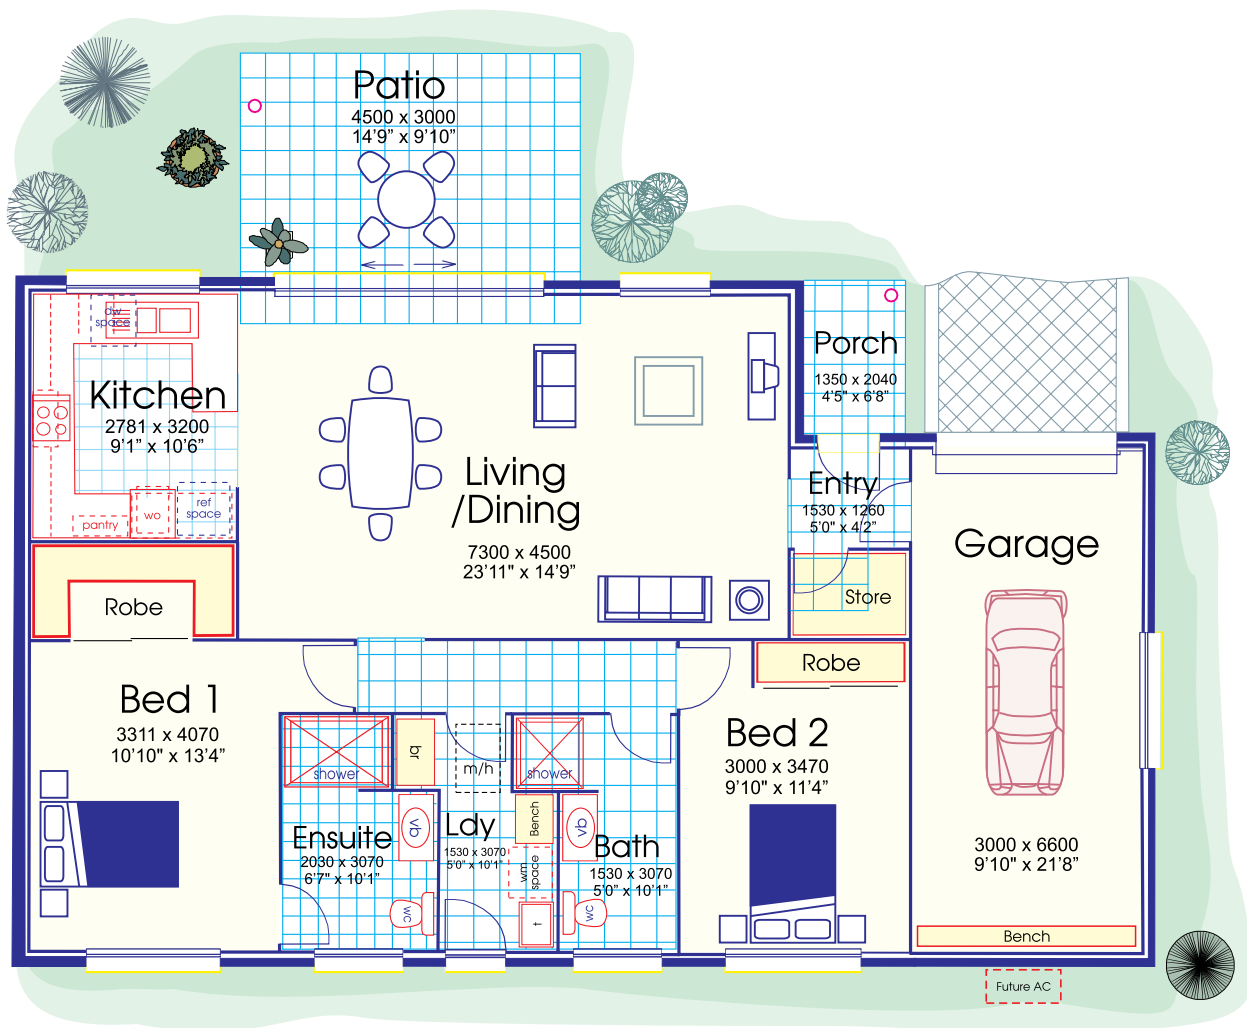 Patio
4500 x 3000
14'9" x 9'10"
Porch
1350 x 2040
4'5" x 6'8"
dw
space
Kitchen
2781 x 3200
9'1" x 10'6"
pantry
wo
ref
space
Living
/Dining
7300 x 4500
23'11" x 14'9"
Entry
1530 x 1260
5'0" x 4'2"
Store
Garage
3000 x 6600
9'10" x 21'8"
Bench
Future AC
Robe
Bed 1
3311 x 4070
10'10" x 13'4"
Robe
Bed 2
3000 x 3470
9'10" x 11'4"
shower
br
m/h
shower
Ensuite
2030 x 3070
6'7" x 10'1"
vb
wc
Ldy
1530 x 3070
5'0" x 10'1"
Bench
wm
space
t
vb
Bath
1530 x 3070
5'0" x 10'1"
wc